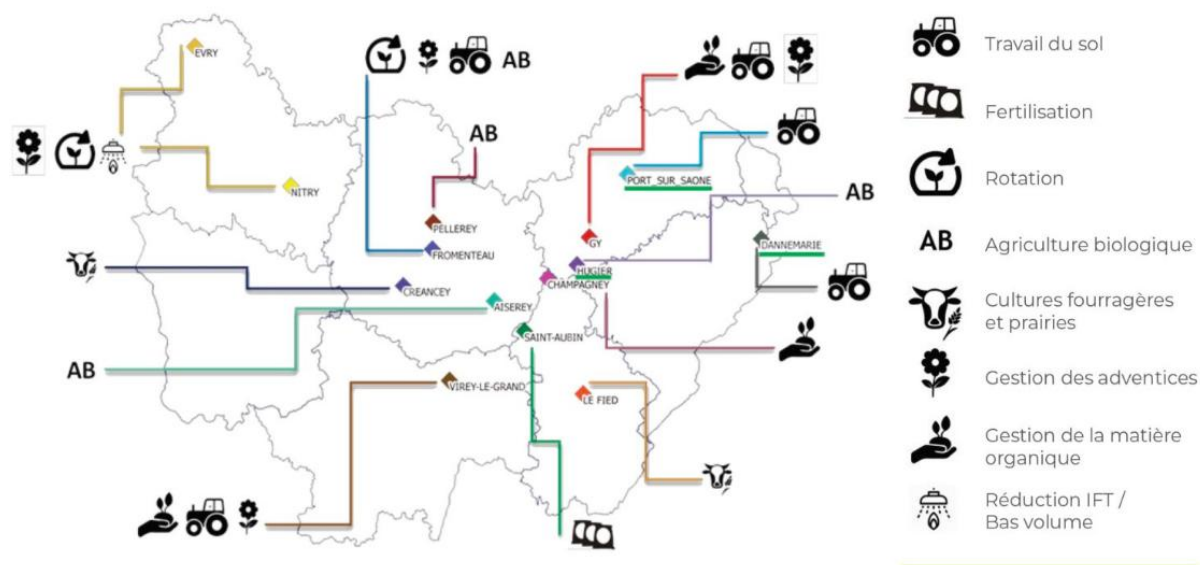 EVRY
AB
AB
NITRY
PORT_SUR_SAONE
AB
PELLEREY
FROMENTEAU
GY
DANNEMARIE
HUGIER
CHAMPAGNEY
CREANCEY
AISEREY
SAINT-AUBIN
AB
VIREY-LE-GRAND
LE FIED
Travail du sol
Fertilisation
Rotation
AB
Agriculture biologique
Cultures fourragères
et prairies
Gestion des adventices
Gestion de la matière
organique
Réduction IFT /
Bas volume